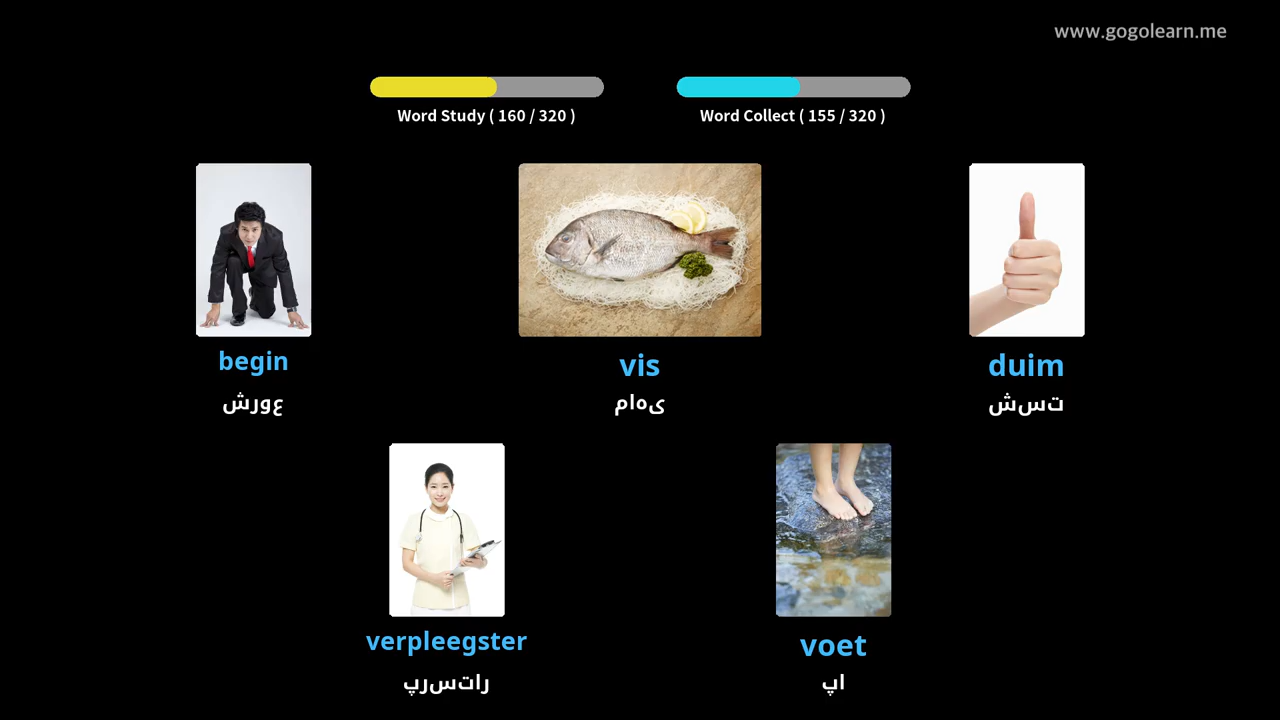 www.gogolearn.me
Word Study ( 160 / 320 )
Word Collect ( 155 / 320 )
begin
عورش
vis
یهام
duim
تسش
verpleegster
راتسرپ
voet
اپ